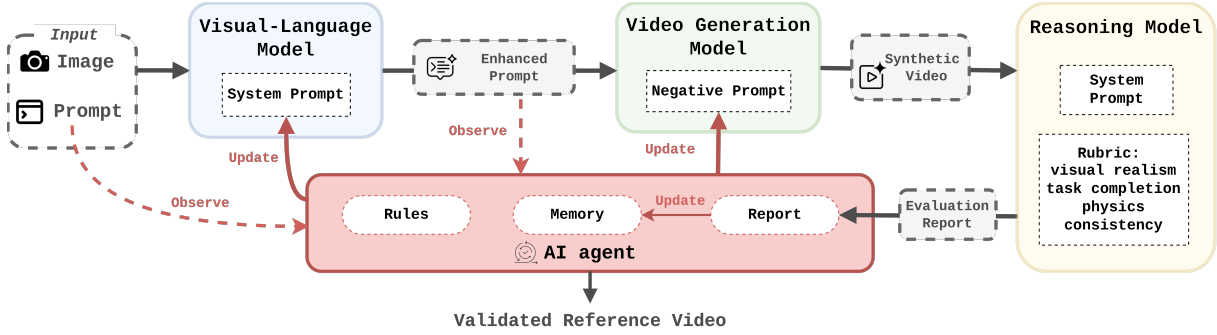 Input
Image
Prompt
Visual-Language
Model
System Prompt
Enhanced
Prompt
Video Generation
Model
Negative Prompt
Synthetic
Video
Reasoning Model
System
Prompt
Rubric:
visual realism
task completion
physics
consistency
Observe
Update
Observe
Update
Rules
Memory
Update
Report
Evaluation
Report
AI agent
Validated Reference Video